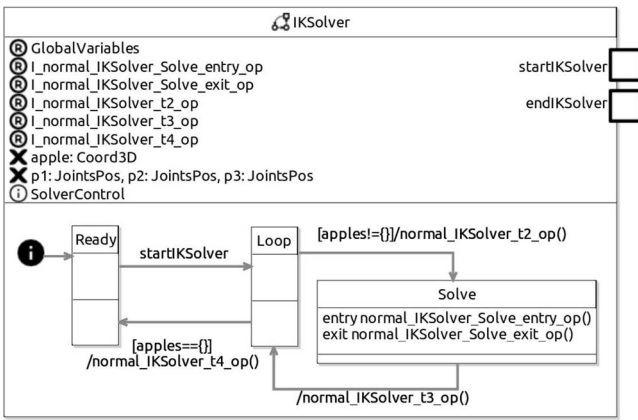 IKSolver
R GlobalVariables
R I_normal_IKSolver_Solve_entry_op
R I_normal_IKSolver_Solve_exit_op
R I_normal_IKSolver_t2_op
R I_normal_IKSolver_t3_op
R I_normal_IKSolver_t4_op
apple: Coord3D
p1: JointsPos, p2: JointsPos, p3: JointsPos
i SolverControl
startIKSolver
endIKSolver
i
Ready
startIKSolver
Loop
[apples!={}]/normal_IKSolver_t2_op()
Solve
entry normal_IKSolver_Solve_entry_op()
exit normal_IKSolver_Solve_exit_op()
[apples=={}]
/normal_IKSolver_t4_op()
/normal_IKSolver_t3_op()